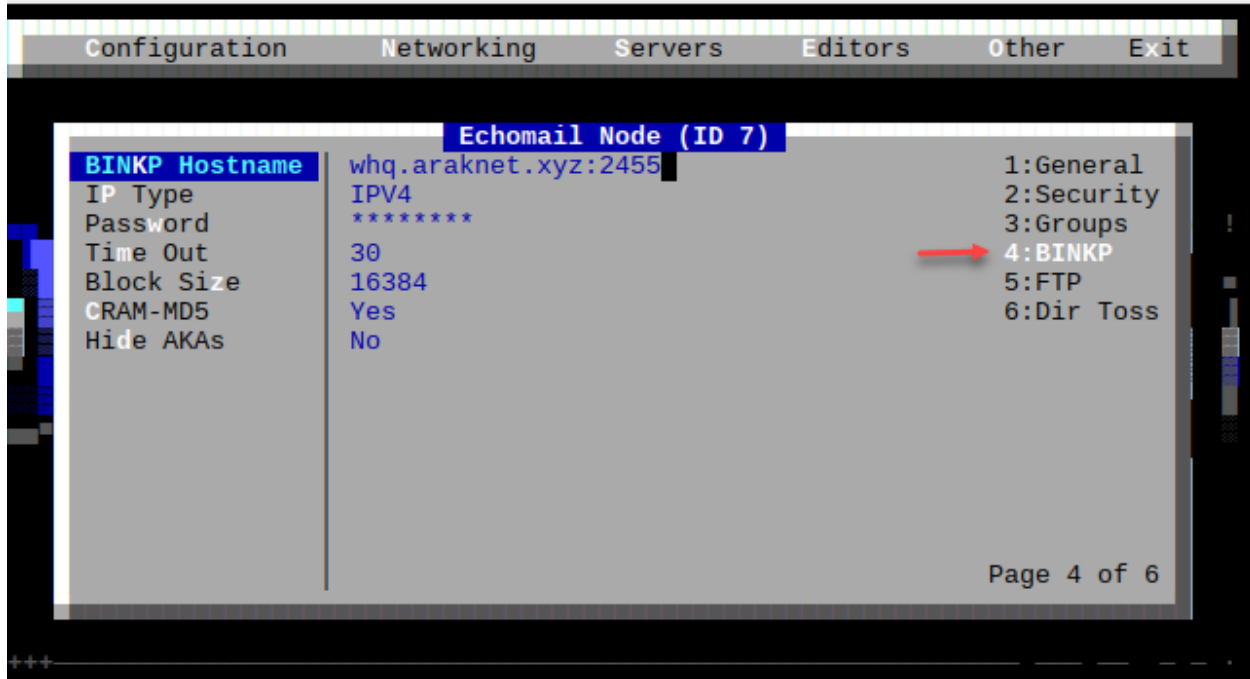 Configuration Networking Servers Editors Other Exit
Echomail Node (ID 7)
BINKP Hostname whq.araknet.xyz:2455 1:General
IP Type IPV4 2:Security
Password ******** 3:Groups
!
Time Out 30 4:BINKP
Block Size 16384 5:FTP
CRAM-MD5 Yes 6:Dir Toss
Hide AKAs No
Page 4 of 6
+++